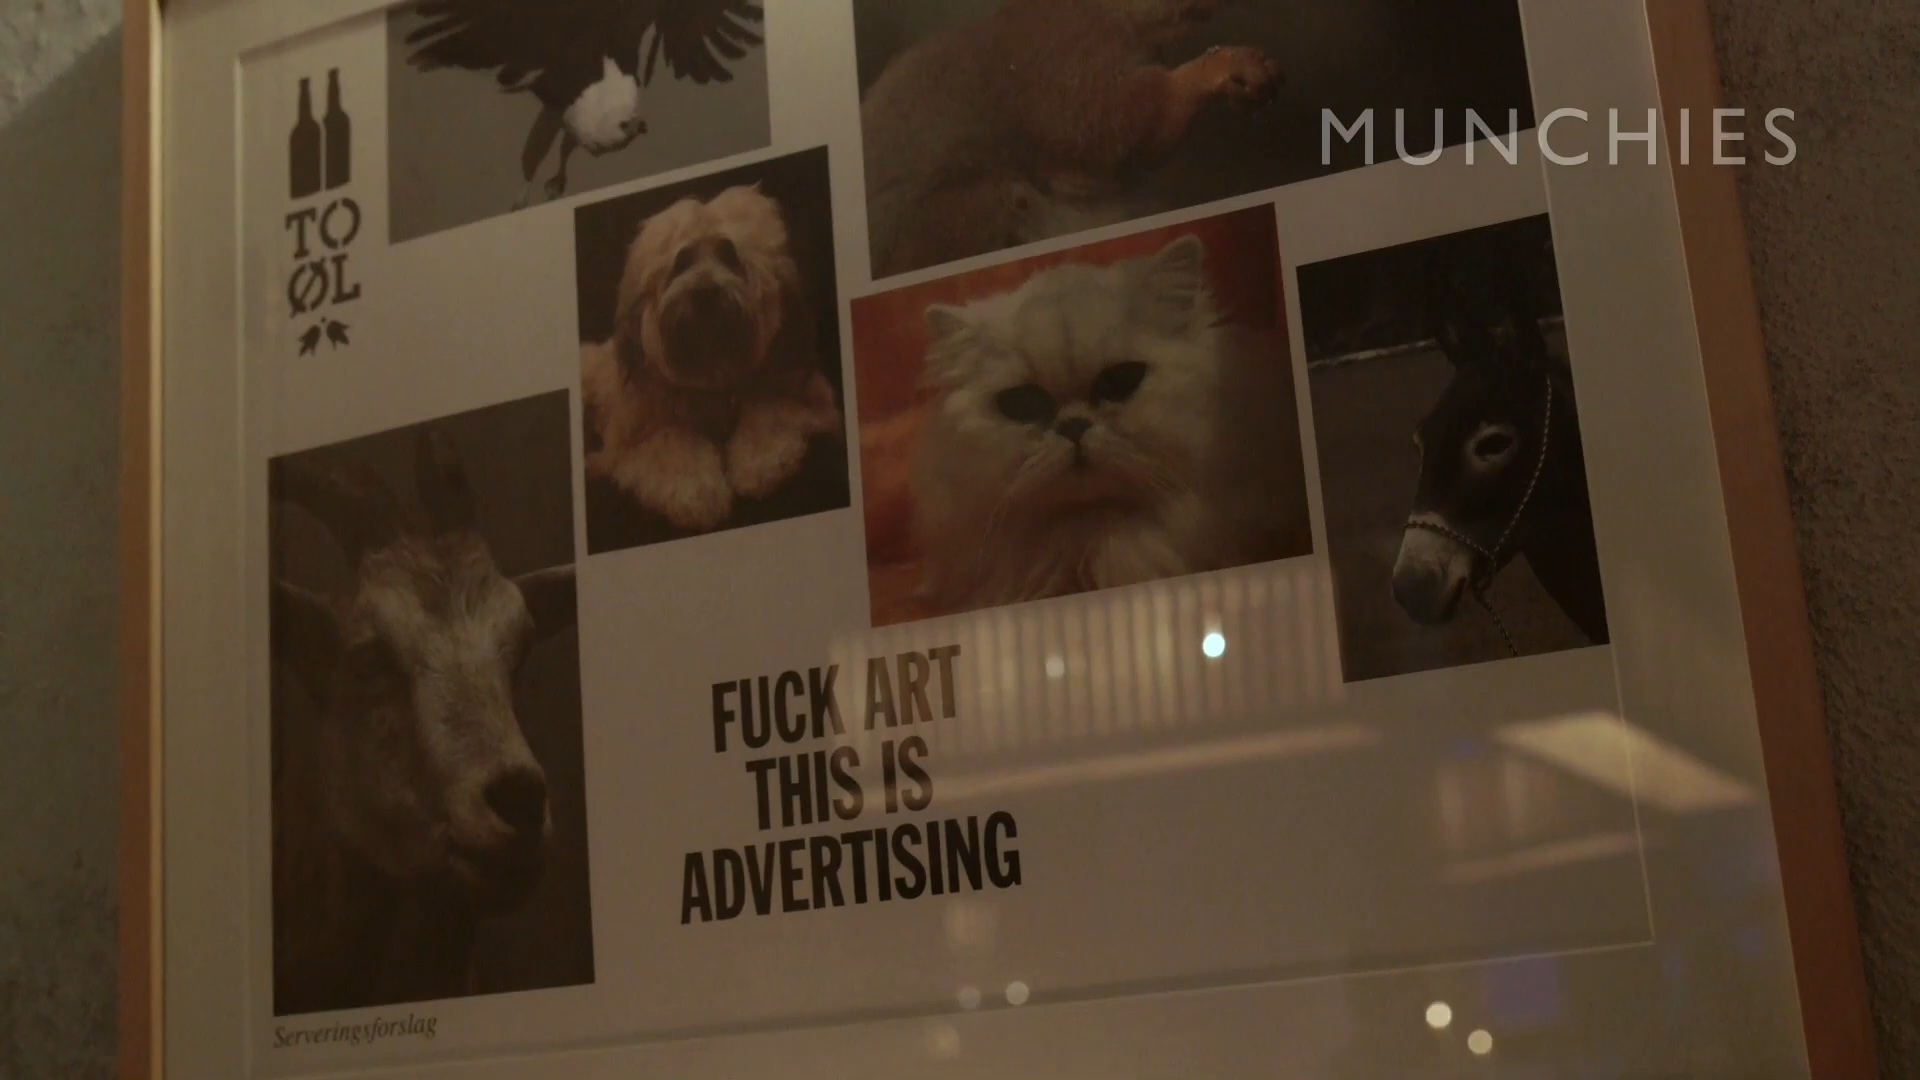 MUNCHIES
TO
ØL
FUCK ART
THIS IS
ADVERTISING
Serveringsforslag